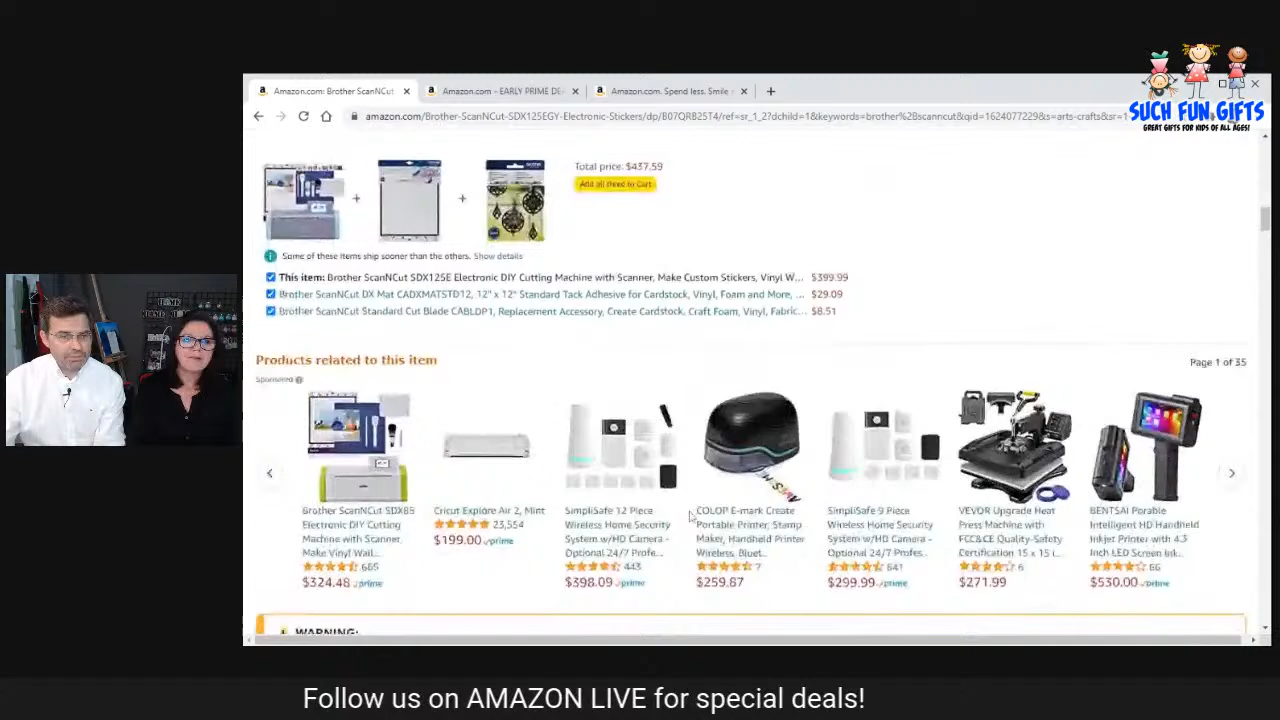 SUCH FUN GIFTS
GREAT GIFTS FOR KIDS OF ALL AGES!
Amazon.com: Brother ScanNCut
Amazon.com - EARLY PRIME DE
Amazon.com. Spend less. Smile
amazon.com/Brother-ScanNCut-SDX125EGY-Electronic-Stickers/dp/B07QRB25T4/ref=sr_1_2?dchild=1&keywords=brother%2Bscanncut&qid=1624077229&s=arts-crafts&sr=1
Total price: $437.59
Add all three to Cart
Some of these items ship sooner than the others. Show details
This item: Brother ScanNCut SDX125E Electronic DIY Cutting Machine with Scanner, Make Custom Stickers, Vinyl W... $399.99
Brother ScanNCut DX Mat CADXMATSTD12, 12" x 12" Standard Tack Adhesive for Cardstock, Vinyl, Foam and More, ... $29.09
Brother ScanNCut Standard Cut Blade CABLDP1, Replacement Accessory, Create Cardstock, Craft Foam, Vinyl, Fabric... $8.51
Products related to this item
Page 1 of 35
Sponsored
Brother ScanNCut SDX85
Electronic DIY Cutting
Machine with Scanner,
Make Vinyl Wall...
685
$324.48 prime
Cricut Explore Air 2, Mint
23,554
$199.00 prime
SimpliSafe 12 Piece
Wireless Home Security
System w/HD Camera -
Optional 24/7 Profes...
443
$398.09 prime
COLOP E-mark Create
Portable Printer, Stamp
Maker, Handheld Printer
Wireless, Bluet...
7
$259.87
SimpliSafe 9 Piece
Wireless Home Security
System w/HD Camera -
Optional 24/7 Profes...
641
$299.99 prime
VEVOR Upgrade Heat
Press Machine with
FCC&CE Quality-Safety
Certification 15 x 15 i...
6
$271.99
BENTSAI Porable
Intelligent HD Handheld
Inkjet Printer with 4.3
Inch LED Screen Ink...
66
$530.00 prime
WARNING:
Follow us on AMAZON LIVE for special deals!